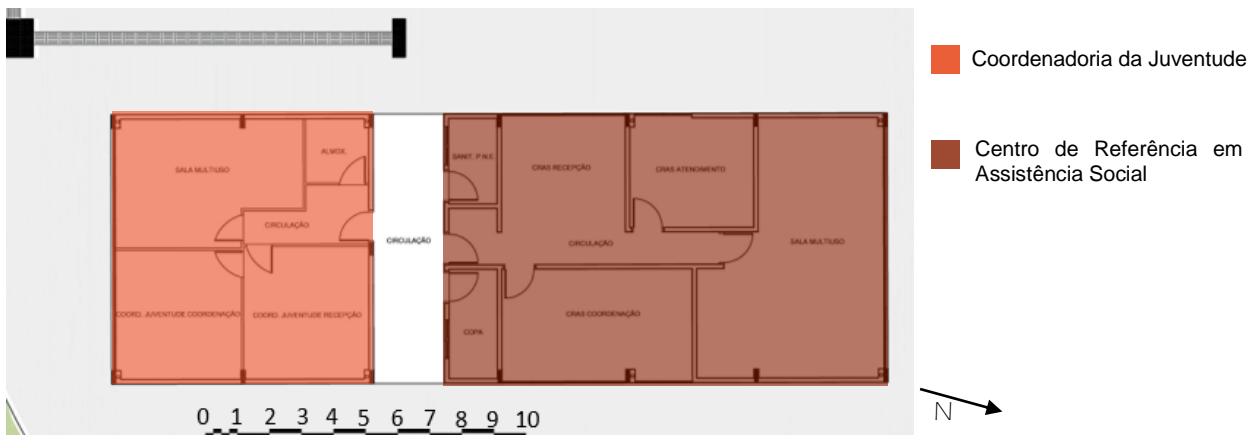 Coordenadoria da Juventude
Centro de Referência em
Assistência Social
ALMOX.
SALA MULTIUSO
CIRCULAÇÃO
COORD. JUVENTUDE COORDENAÇÃO
COORD. JUVENTUDE RECEPÇÃO
CIRCULAÇÃO
SANIT. P.N.E.
CRAS RECEPÇÃO
CRAS ATENDIMENTO
CIRCULAÇÃO
SALA MULTIUSO
CRAS COORDENAÇÃO
COPA
0 1 2 3 4 5 6 7 8 9 10
N